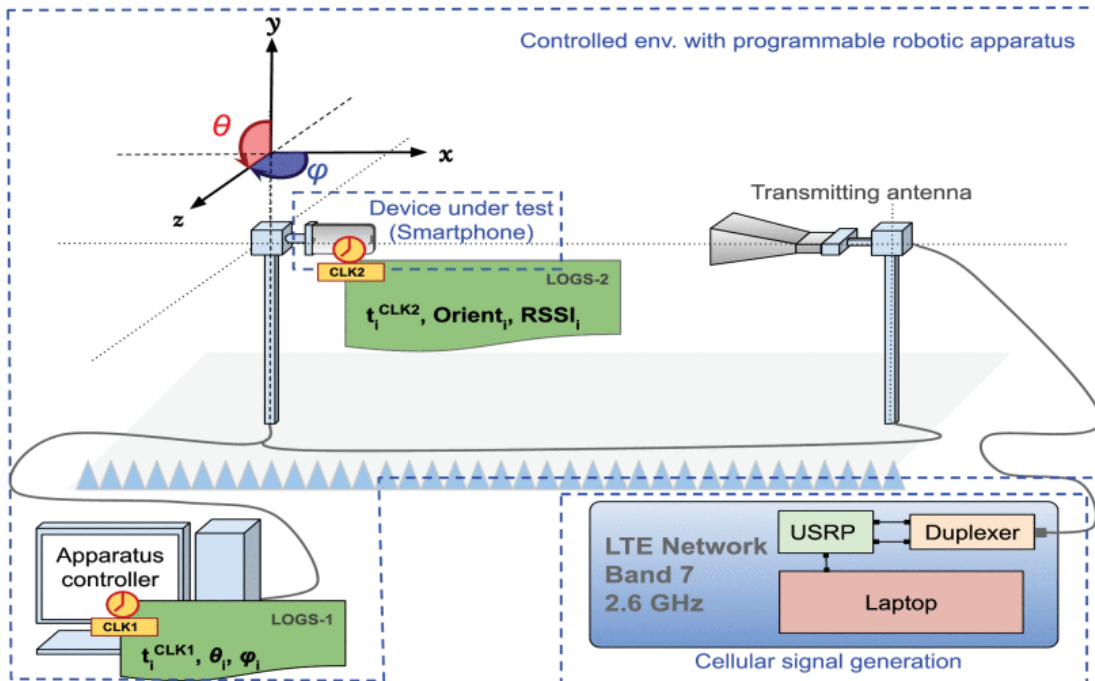 Controlled env. with programmable robotic apparatus
y
θ
x
φ
z
Device under test
(Smartphone)
Transmitting antenna
CLK2
LOGS-2
t_i^CLK2, Orient_i, RSSI_i
Apparatus
controller
CLK1
LOGS-1
t_i^CLK1, θ_i, φ_i
LTE Network
Band 7
2.6 GHz
USRP
Duplexer
Laptop
Cellular signal generation